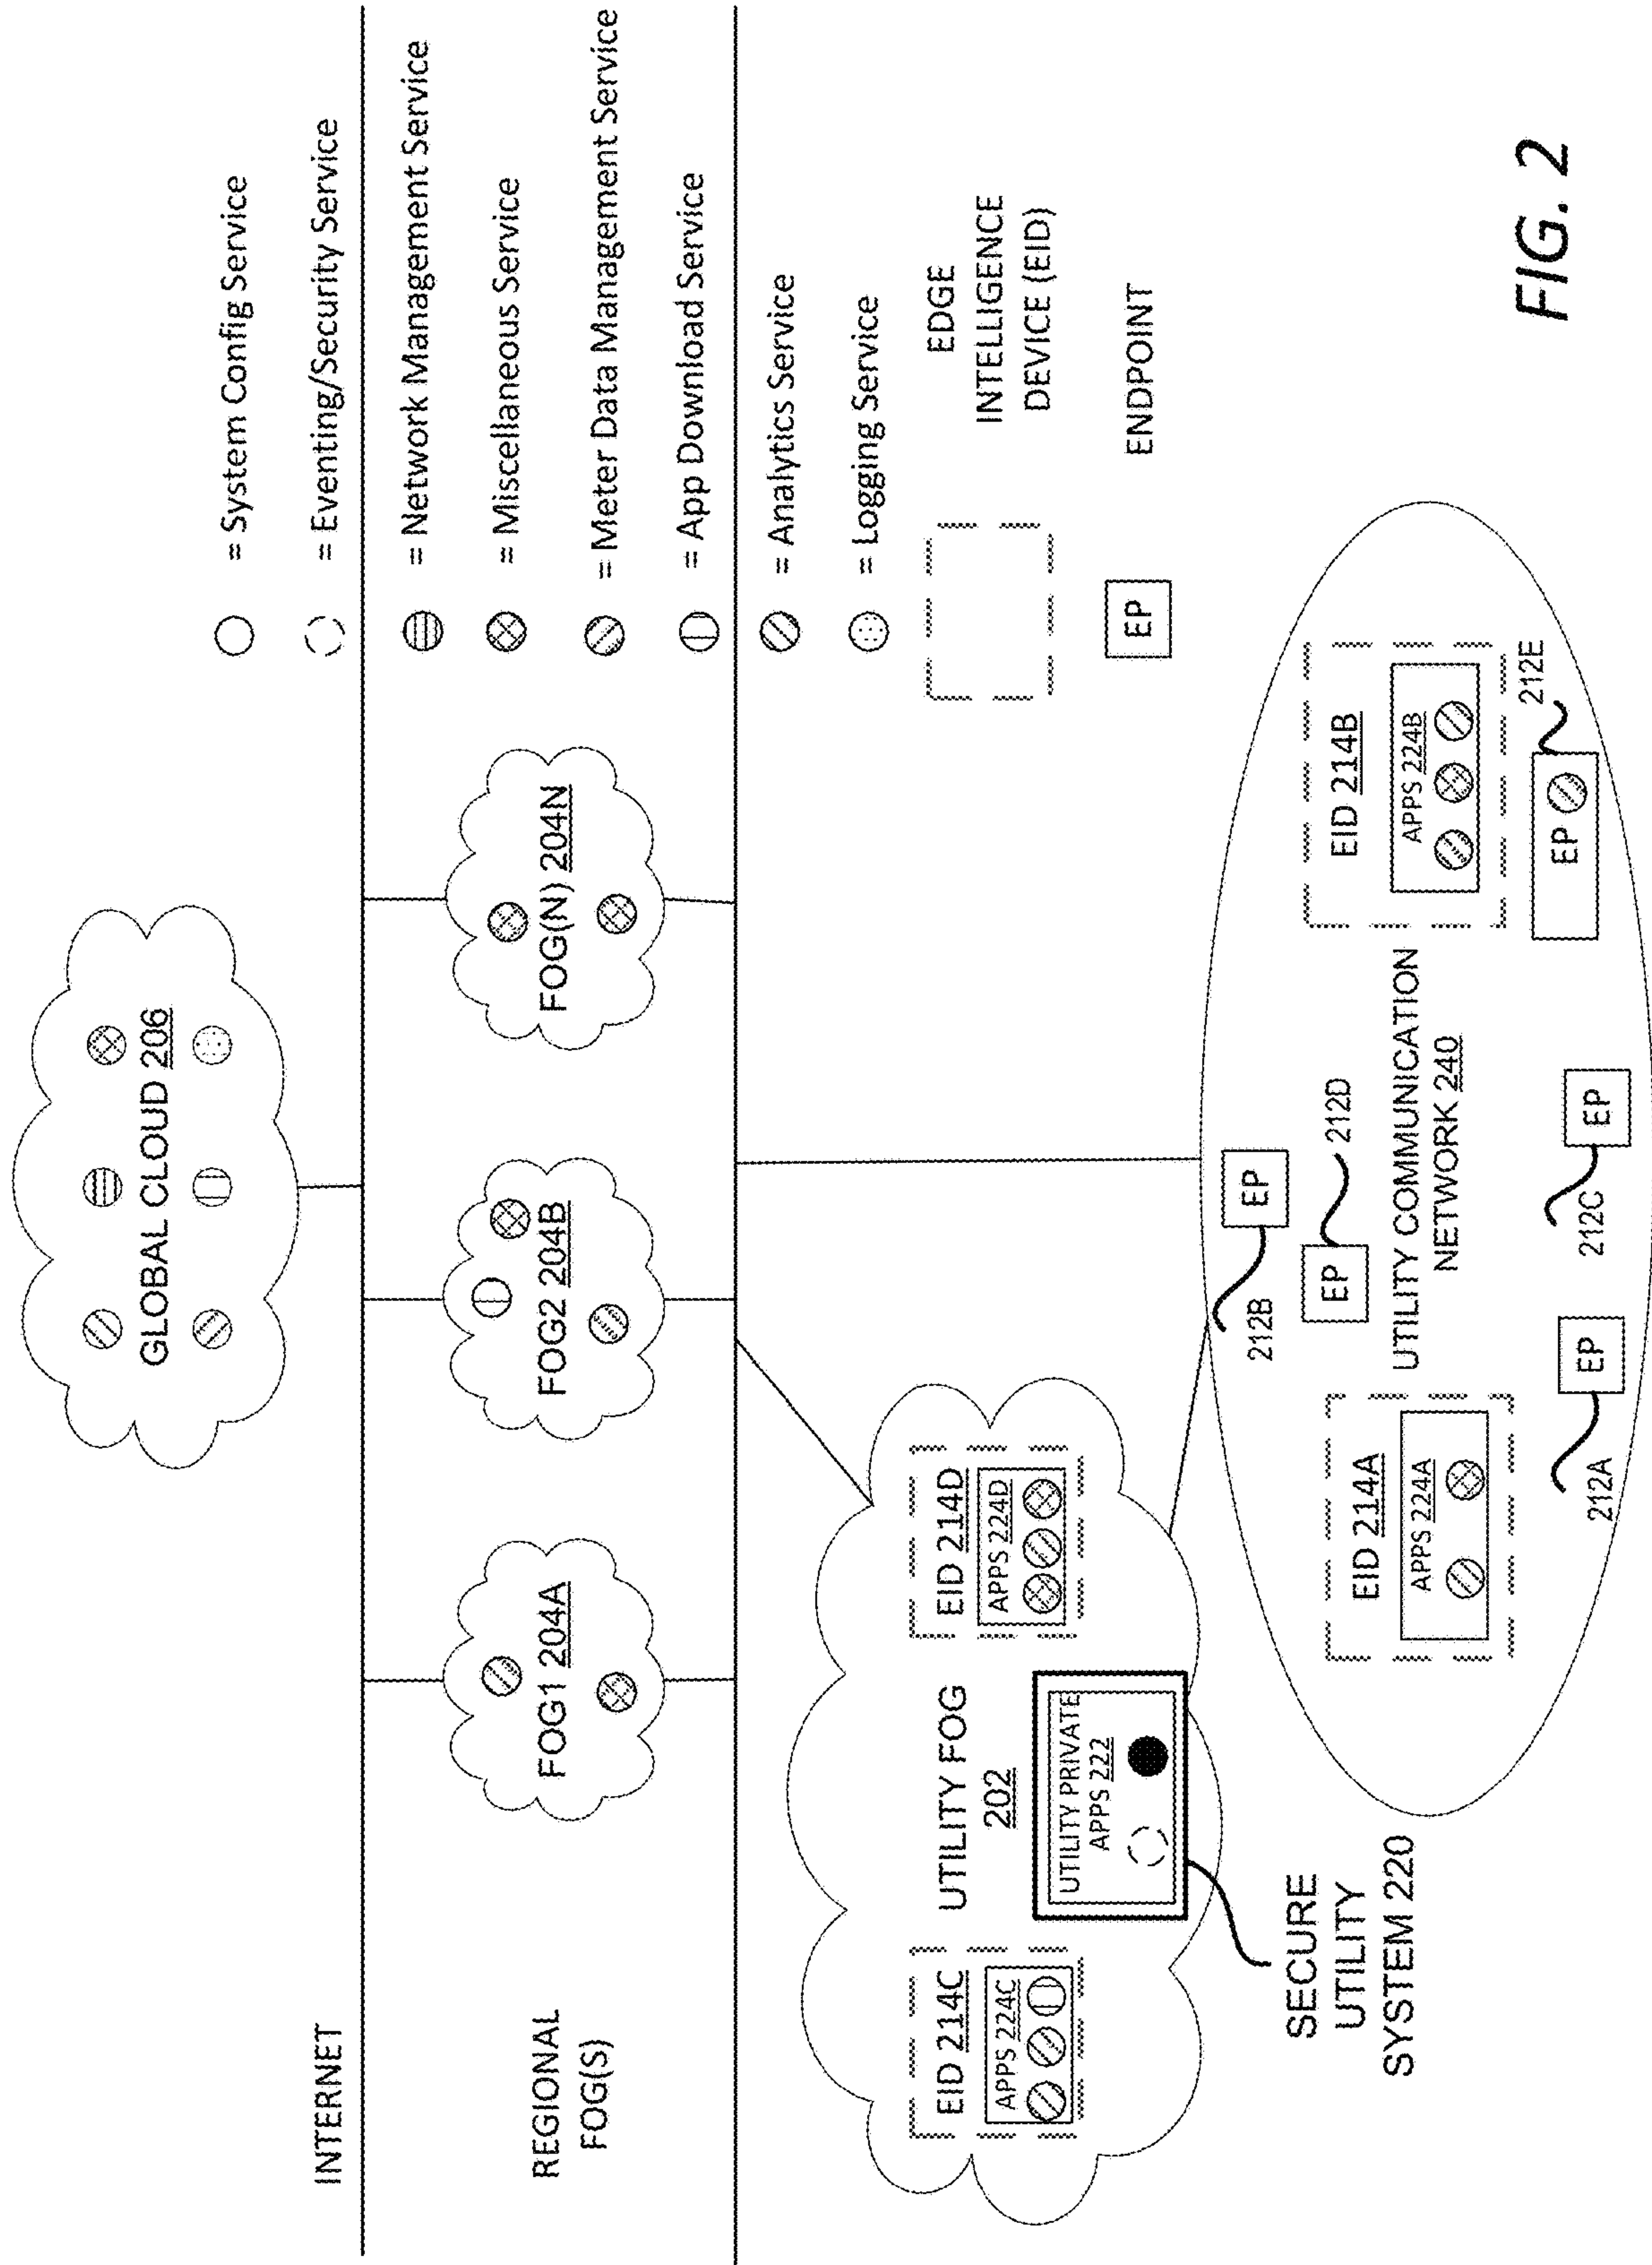 GLOBAL CLOUD 206
INTERNET
= System Config Service
= Eventing/Security Service
REGIONAL
FOG(S)
FOG1 204A
FOG2 204B
FOG(N) 204N
= Network Management Service
= Miscellaneous Service
= Meter Data Management Service
= App Download Service
= Analytics Service
= Logging Service
EDGE
INTELLIGENCE
DEVICE (EID)
EP
ENDPOINT
EID 214C
APPS 224C
UTILITY FOG
202
UTILITY PRIVATE
APPS 222
EID 214D
APPS 224D
SECURE
UTILITY
SYSTEM 220
212B
EP
EP
212D
EID 214A
APPS 224A
UTILITY COMMUNICATION
NETWORK 240
EID 214B
APPS 224B
212A
EP
212C
EP
EP
212E
FIG. 2